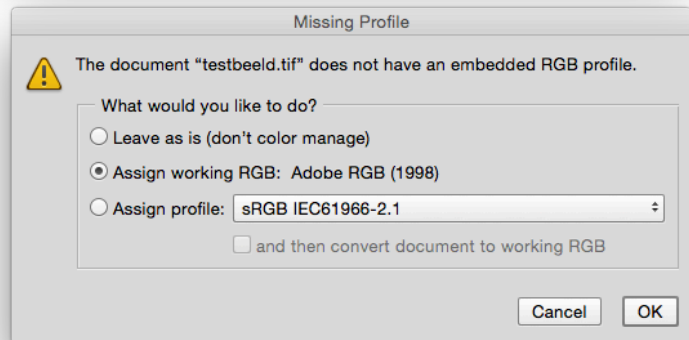 Missing Profile
The document “testbeeld.tif” does not have an embedded RGB profile.
What would you like to do?
Leave as is (don't color manage)
Assign working RGB: Adobe RGB (1998)
Assign profile: sRGB IEC61966-2.1
and then convert document to working RGB
Cancel OK